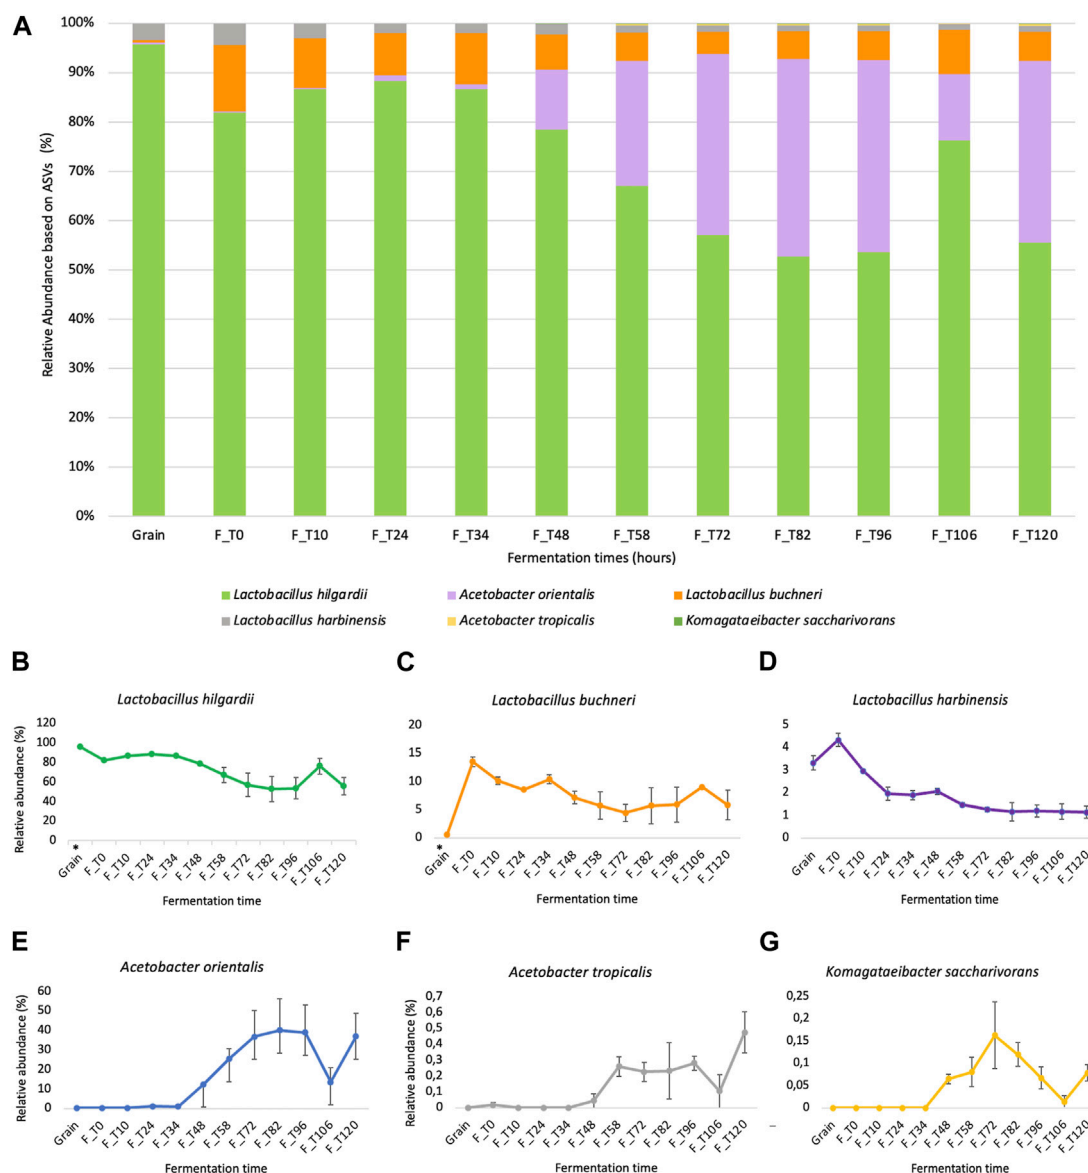 A
Relative Abundance based on ASVs (%)
100%
90%
80%
70%
60%
50%
40%
30%
20%
10%
0%
Grain F_T0 F_T10 F_T24 F_T34 F_T48 F_T58 F_T72 F_T82 F_T96 F_T106 F_T120
Fermentation times (hours)
Lactobacillus hilgardii Acetobacter orientalis Lactobacillus buchneri
Lactobacillus harbinensis Acetobacter tropicalis Komagataeibacter saccharivorans
B
Lactobacillus hilgardii
Relative abundance (%)
120
100
80
60
40
20
0
Grain F_T0 F_T10 F_T24 F_T34 F_T48 F_T58 F_T72 F_T82 F_T96 F_T106 F_T120
*
Fermentation time
C
Lactobacillus buchneri
Relative abundance (%)
20
15
10
5
0
Grain F_T0 F_T10 F_T24 F_T34 F_T48 F_T58 F_T72 F_T82 F_T96 F_T106 F_T120
*
Fermentation time
D
Lactobacillus harbinensis
5
4
3
2
1
0
Grain F_T0 F_T10 F_T24 F_T34 F_T48 F_T58 F_T72 F_T82 F_T96 F_T106 F_T120
Fermentation time
E
Acetobacter orientalis
Relative abundance (%)
60
50
40
30
20
10
0
Grain F_T0 F_T10 F_T24 F_T34 F_T48 F_T58 F_T72 F_T82 F_T96 F_T106 F_T120
Fermentation time
F
Acetobacter tropicalis
Relative abundance (%)
0,7
0,6
0,5
0,4
0,3
0,2
0,1
0
Grain F_T0 F_T10 F_T24 F_T34 F_T48 F_T58 F_T72 F_T82 F_T96 F_T106 F_T120
Fermentation time
G
Komagataeibacter saccharivorans
0,25
0,2
0,15
0,1
0,05
0
Grain F_T0 F_T10 F_T24 F_T34 F_T48 F_T58 F_T72 F_T82 F_T96 F_T106 F_T120
Fermentation time